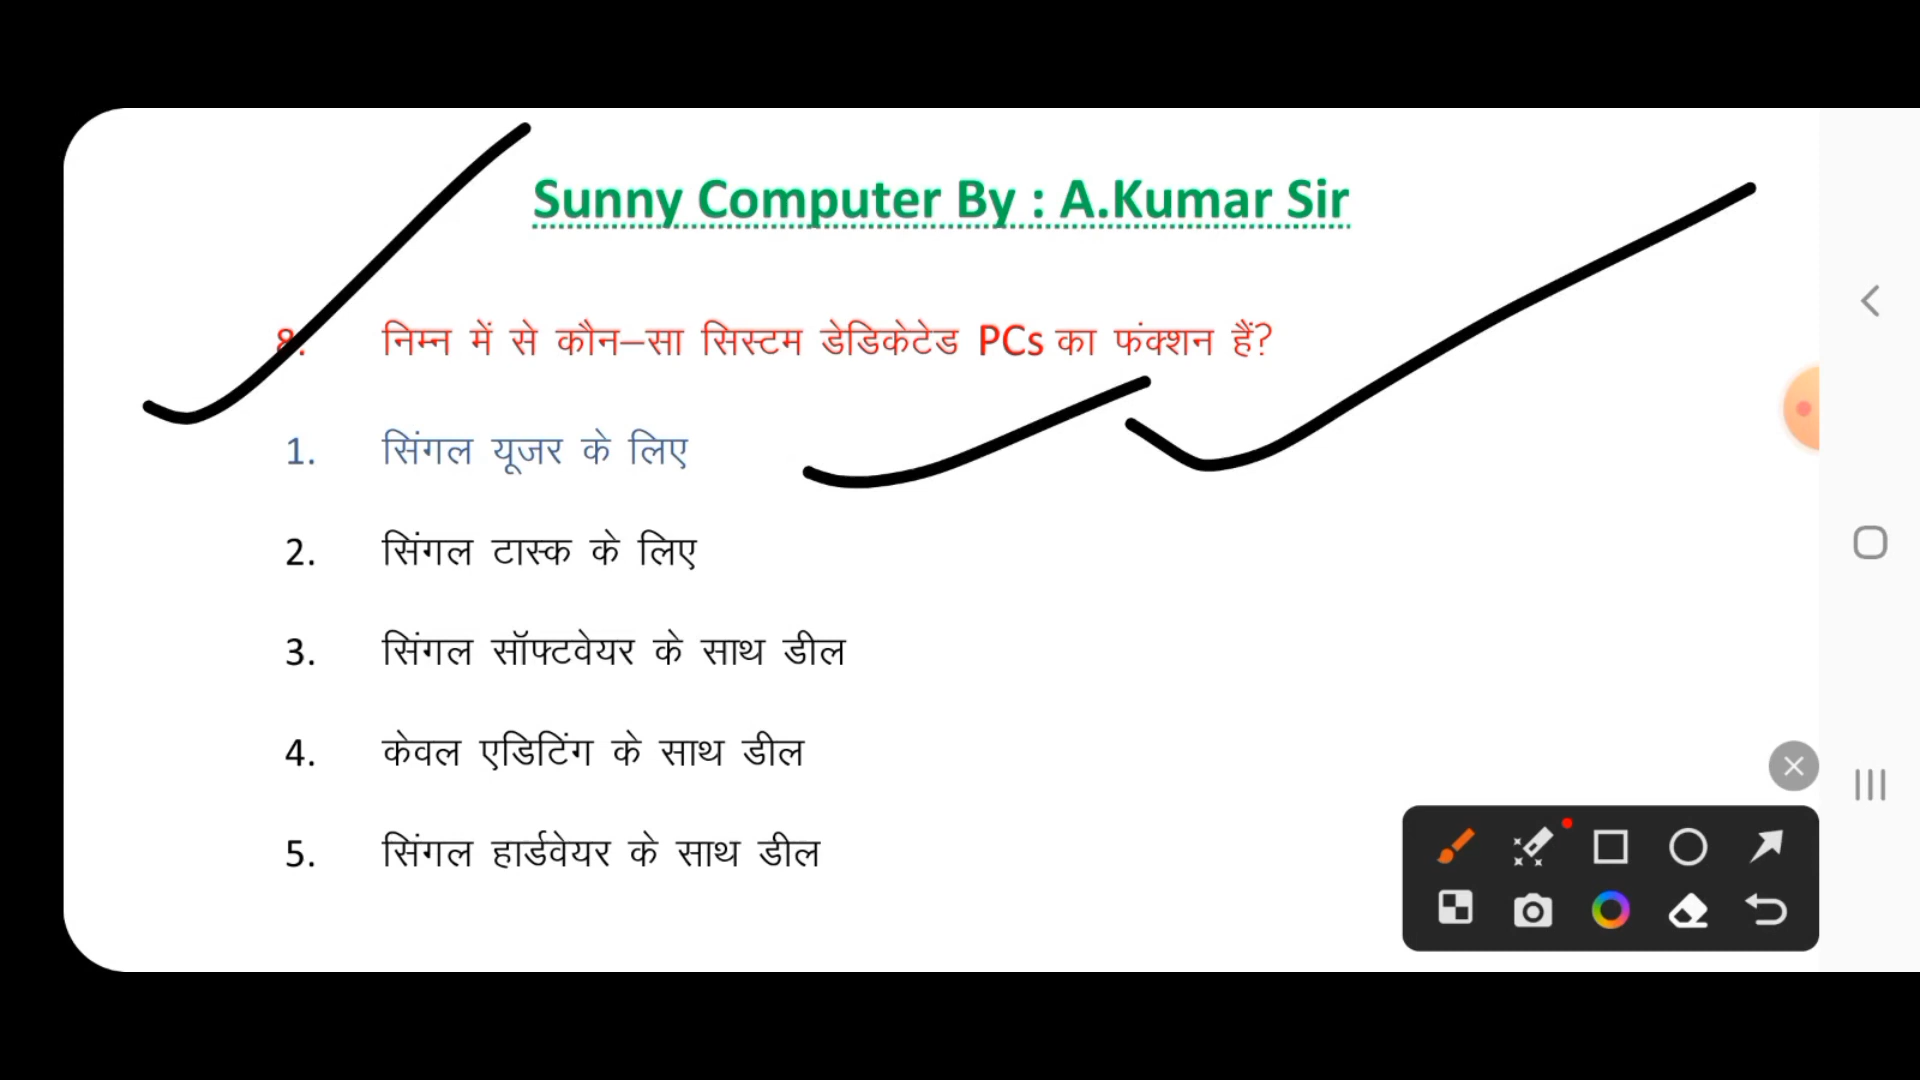 Sunny Computer By : A.Kumar Sir
8. निम्न में से कौन–सा सिस्टम डेडिकेटेड PCs का फंक्शन हैं?
1. सिंगल यूजर के लिए
2. सिंगल टास्क के लिए
3. सिंगल सॉफ्टवेयर के साथ डील
4. केवल एडिटिंग के साथ डील
5. सिंगल हार्डवेयर के साथ डील